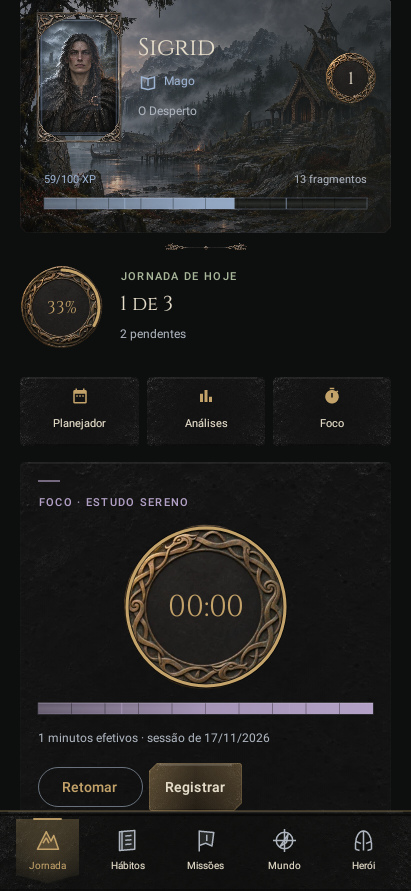 Sigrid
Mago
1
O Desperto
59/100 XP
13 fragmentos
JORNADA DE HOJE
33%
1 de 3
2 pendentes
Planejador
Análises
Foco
FOCO · ESTUDO SERENO
00:00
1 minutos efetivos · sessão de 17/11/2026
Retomar
Registrar
Jornada
Hábitos
Missões
Mundo
Herói